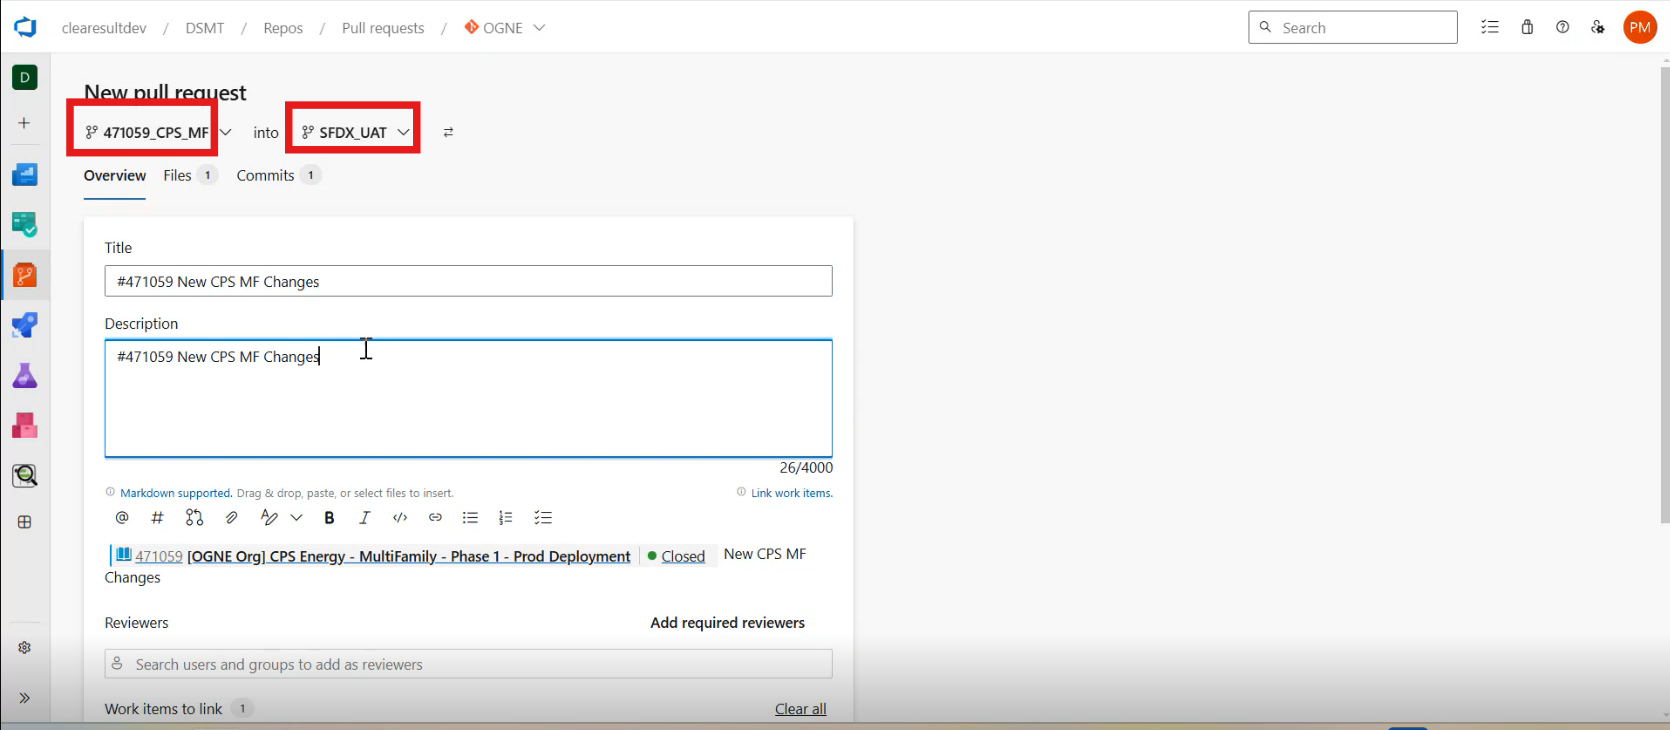 clearesultdev / DSMT / Repos / Pull requests / OGNE
Search
PM
D
New pull request
471059_CPS_MF into SFDX_UAT
Overview Files 1 Commits 1
Title
#471059 New CPS MF Changes
Description
#471059 New CPS MF Changes
26/4000
Markdown supported. Drag & drop, paste, or select files to insert. Link work items.
471059 [OGNE Org] CPS Energy - MultiFamily - Phase 1 - Prod Deployment Closed New CPS MF
Changes
Reviewers Add required reviewers
Search users and groups to add as reviewers
Work items to link 1 Clear all